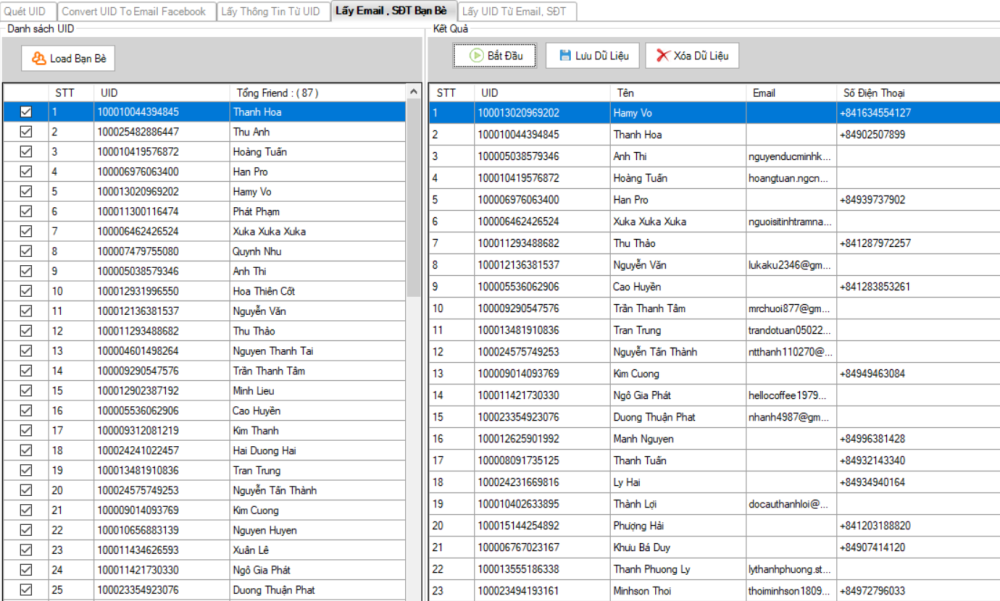 Quét UID Convert UID To Email Facebook Lấy Thông Tin Từ UID Lấy Email , SĐT Bạn Bè Lấy UID Từ Email, SĐT
Danh sách UID
Load Bạn Bè
STT UID Tổng Friend : ( 87 )
1 100010044394845 Thanh Hoa
2 100025482886447 Thu Anh
3 100010419576872 Hoàng Tuấn
4 100006976063400 Han Pro
5 100013020969202 Hamy Vo
6 100011300116474 Phát Phạm
7 100006462426524 Xuka Xuka Xuka
8 100007479755080 Quynh Nhu
9 100005038579346 Anh Thi
10 100012931996550 Hoa Thiên Cốt
11 100012136381537 Nguyễn Văn
12 100011293488682 Thu Thảo
13 100004601498264 Nguyen Thanh Tai
14 100009290547576 Trần Thanh Tâm
15 100012902387192 Minh Lieu
16 100005536062906 Cao Huyền
17 100009312081219 Kim Thanh
18 100024241022457 Hai Duong Hai
19 100013481910836 Tran Trung
20 100024575749253 Nguyễn Tấn Thành
21 100009014093769 Kim Cuong
22 100010656883139 Nguyen Huyen
23 100011434626593 Xuân Lê
24 100011421730330 Ngô Gia Phát
25 100023354923076 Duong Thuận Phat
Kết Quả
Bắt Đầu Lưu Dữ Liệu Xóa Dữ Liệu
STT UID Tên Email Số Điện Thoại
1 100013020969202 Hamy Vo +841634554127
2 100010044394845 Thanh Hoa +84902507899
3 100005038579346 Anh Thi nguyenducminhk...
4 100010419576872 Hoàng Tuấn hoangtuan.ngcn...
5 100006976063400 Han Pro +84939737902
6 100006462426524 Xuka Xuka Xuka nguoisitinhtramna...
7 100011293488682 Thu Thảo +841287972257
8 100012136381537 Nguyễn Văn lukaku2346@gm...
9 100005536062906 Cao Huyền +841283853261
10 100009290547576 Trần Thanh Tâm mrchuoi877@gm...
11 100013481910836 Tran Trung trandotuan05022...
12 100024575749253 Nguyễn Tấn Thành ntthanh110270@...
13 100009014093769 Kim Cuong +84949463084
14 100011421730330 Ngô Gia Phát hellocoffee1979...
15 100023354923076 Duong Thuận Phat nhanh4987@gm...
16 100012625901992 Manh Nguyen +84996381428
17 100008091735125 Thanh Tuấn +84932143340
18 100024231669816 Ly Hai +84934940164
19 100010402633895 Thành Lợi docauthanhloi@...
20 100015144254892 Phượng Hải +841203188820
21 100006767023167 Khưu Bá Duy +84907414120
22 100013555186338 Thanh Phuong Ly lythanhphuong.st...
23 100023494193161 Minhson Thoi thoiminhson1809... +84972796033